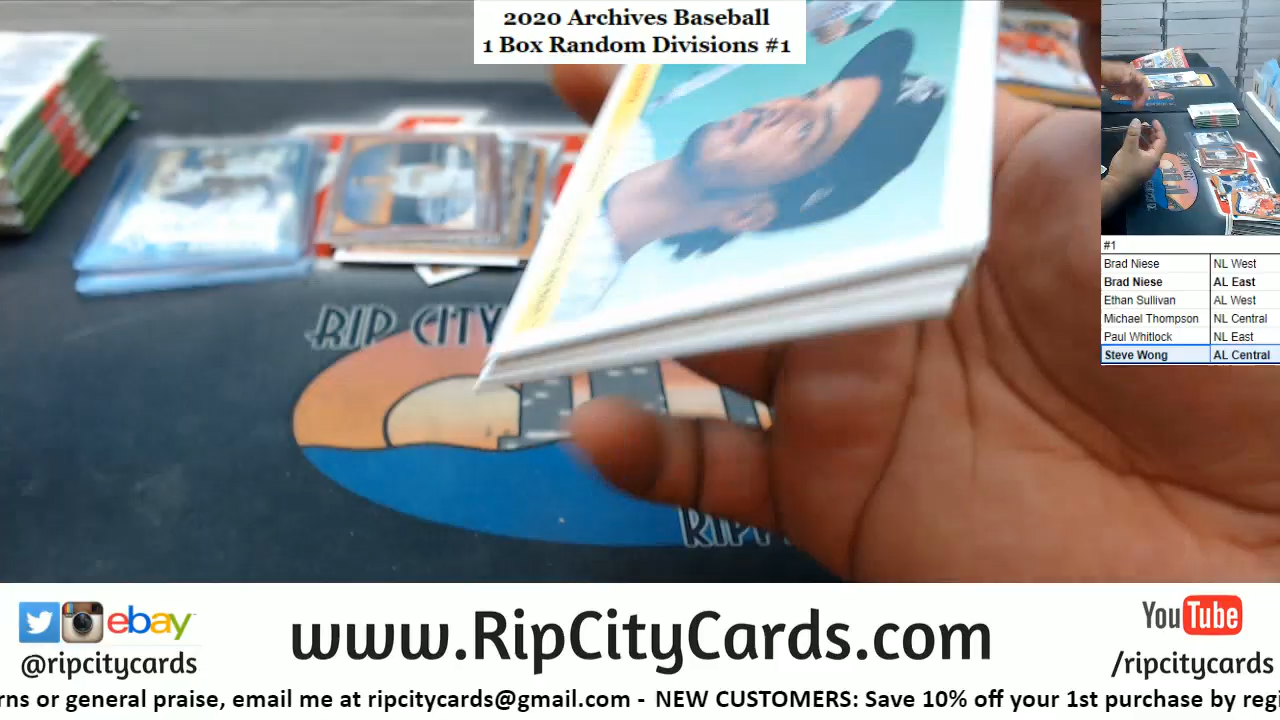 2020 Archives Baseball
1 Box Random Divisions #1
#1
Brad Niese NL West
Brad Niese AL East
Ethan Sullivan AL West
Michael Thompson NL Central
Paul Whitlock NL East
Steve Wong AL Central
RIP CITY
ebay
@ripcitycards
www.RipCityCards.com
YouTube
/ripcitycards
rns or general praise, email me at ripcitycards@gmail.com - NEW CUSTOMERS: Save 10% off your 1st purchase by regi